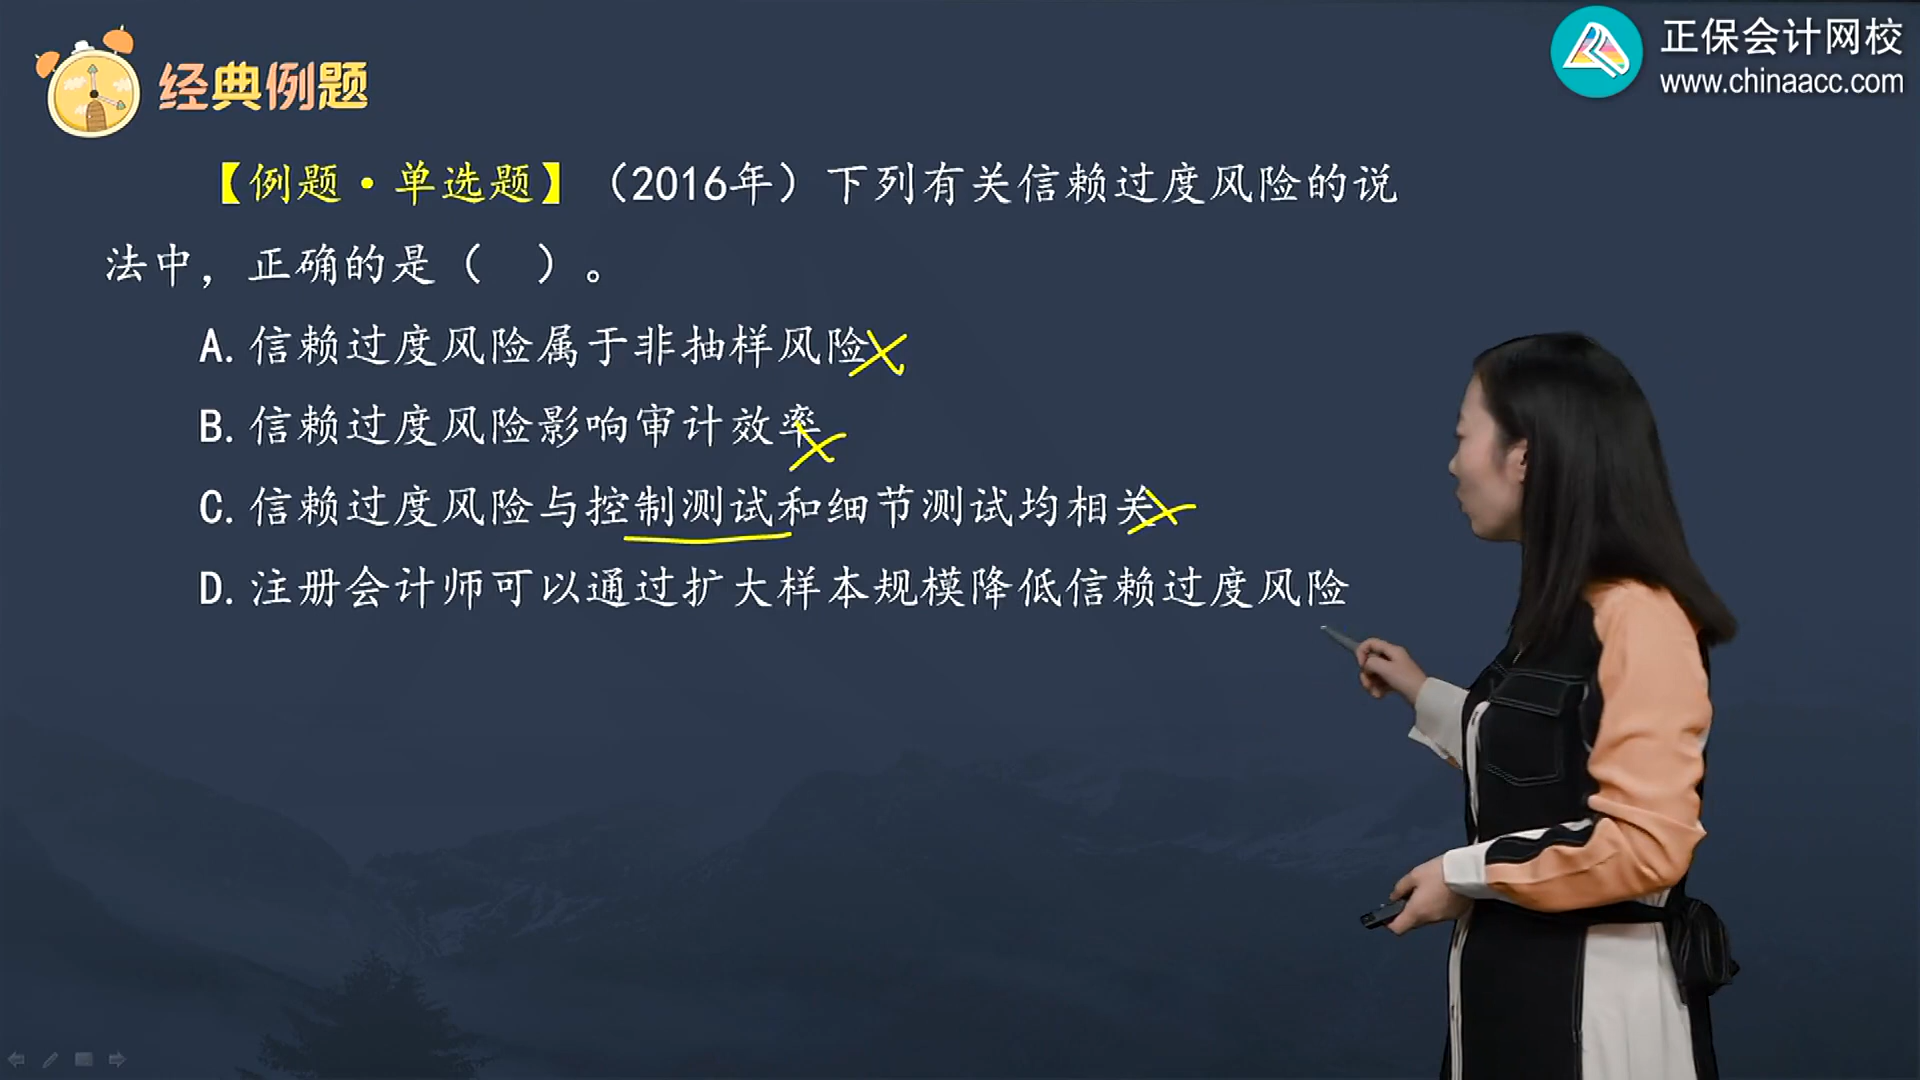 经典例题
正保会计网校
www.chinaacc.com
【例题·单选题】（2016年）下列有关信赖过度风险的说
法中，正确的是（　）。
A.信赖过度风险属于非抽样风险
B.信赖过度风险影响审计效率
C.信赖过度风险与控制测试和细节测试均相关
D.注册会计师可以通过扩大样本规模降低信赖过度风险